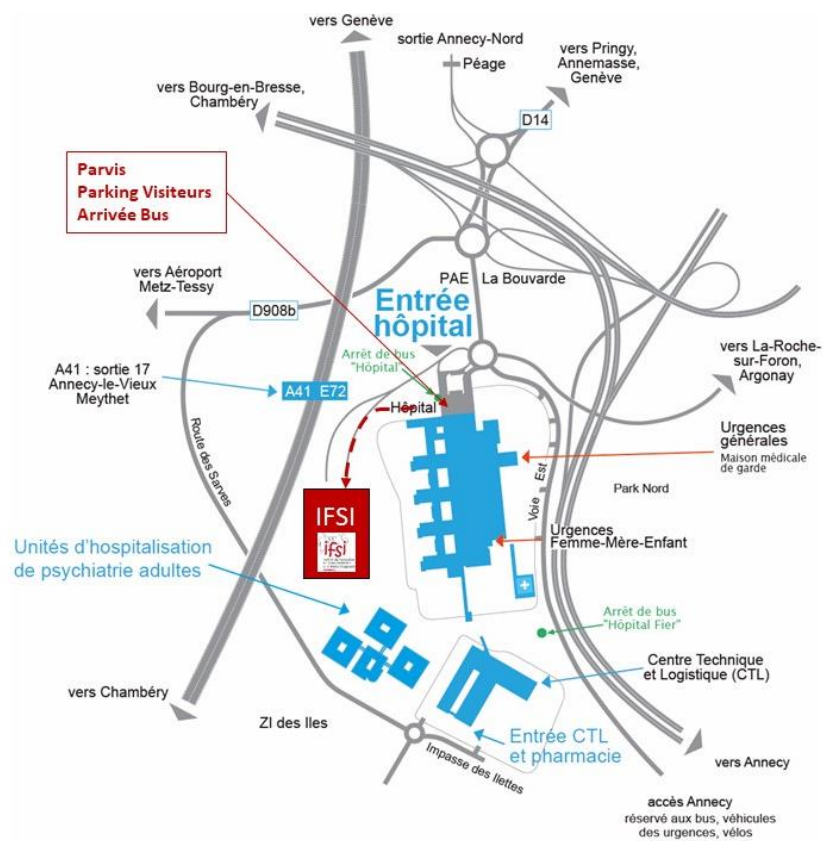 vers Genève
sortie Annecy-Nord
Péage
vers Pringy,
Annemasse,
Genève
vers Bourg-en-Bresse,
Chambéry
D14
Parvis
Parking Visiteurs
Arrivée Bus
vers Aéroport
Metz-Tessy
D908b
PAE La Bouvarde
Entrée
hôpital
Arrêt de bus
"Hôpital"
vers La-Roche-
sur-Foron,
Argonay
A41 : sortie 17
Annecy-le-Vieux
Meythet
A41 E72
Hôpital
Route des Sarves
Urgences
générales
Maison médicale
de garde
Voie Est
Park Nord
IFSI
ifsi
Urgences
Femme-Mère-Enfant
Unités d'hospitalisation
de psychiatrie adultes
Arrêt de bus
"Hôpital Fier"
Centre Technique
et Logistique (CTL)
vers Chambéry
ZI des Iles
Entrée CTL
et pharmacie
Impasse des Ilettes
vers Annecy
accès Annecy
réservé aux bus, véhicules
des urgences, vélos